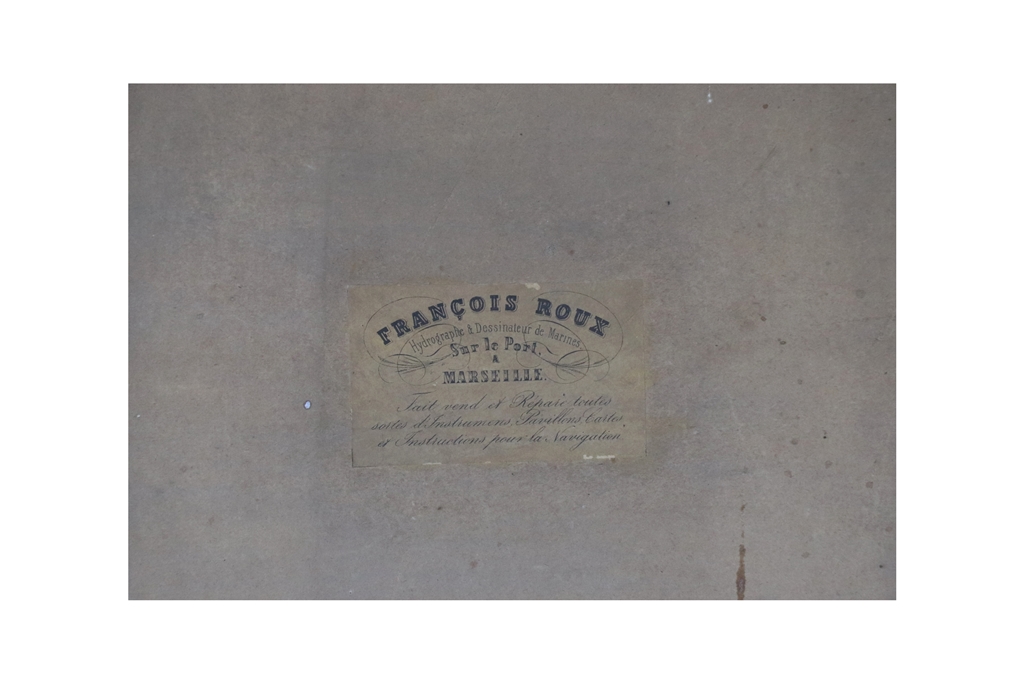 FRANÇOIS ROUX
Hydrographe & Dessinateur de Marines.
Sur le Port.
A
MARSEILLE.
Fait vend et Répare toutes
sortes d'Instrumens, Pavillons, Cartes,
et Instructions pour la Navigation